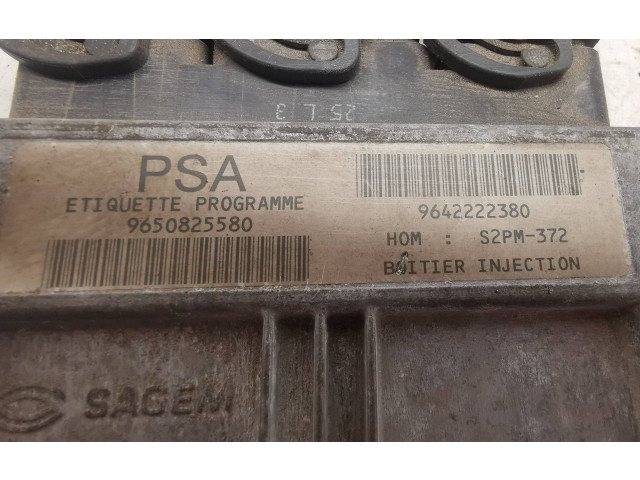 25 L 3
PSA
ETIQUETTE PROGRAMME
9650825580
9642222380
HOM : S2PM-372
BOITIER INJECTION
SAGEM